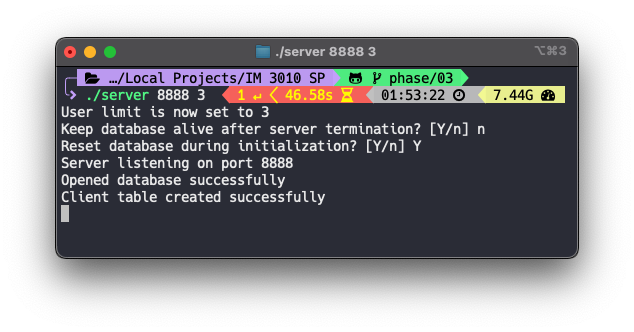 ./server 8888 3
⌥⌘3
…/Local Projects/IM 3010 SP phase/03
❯ ./server 8888 3 1 ↵ 46.58s 01:53:22 7.44G
User limit is now set to 3
Keep database alive after server termination? [Y/n] n
Reset database during initialization? [Y/n] Y
Server listening on port 8888
Opened database successfully
Client table created successfully